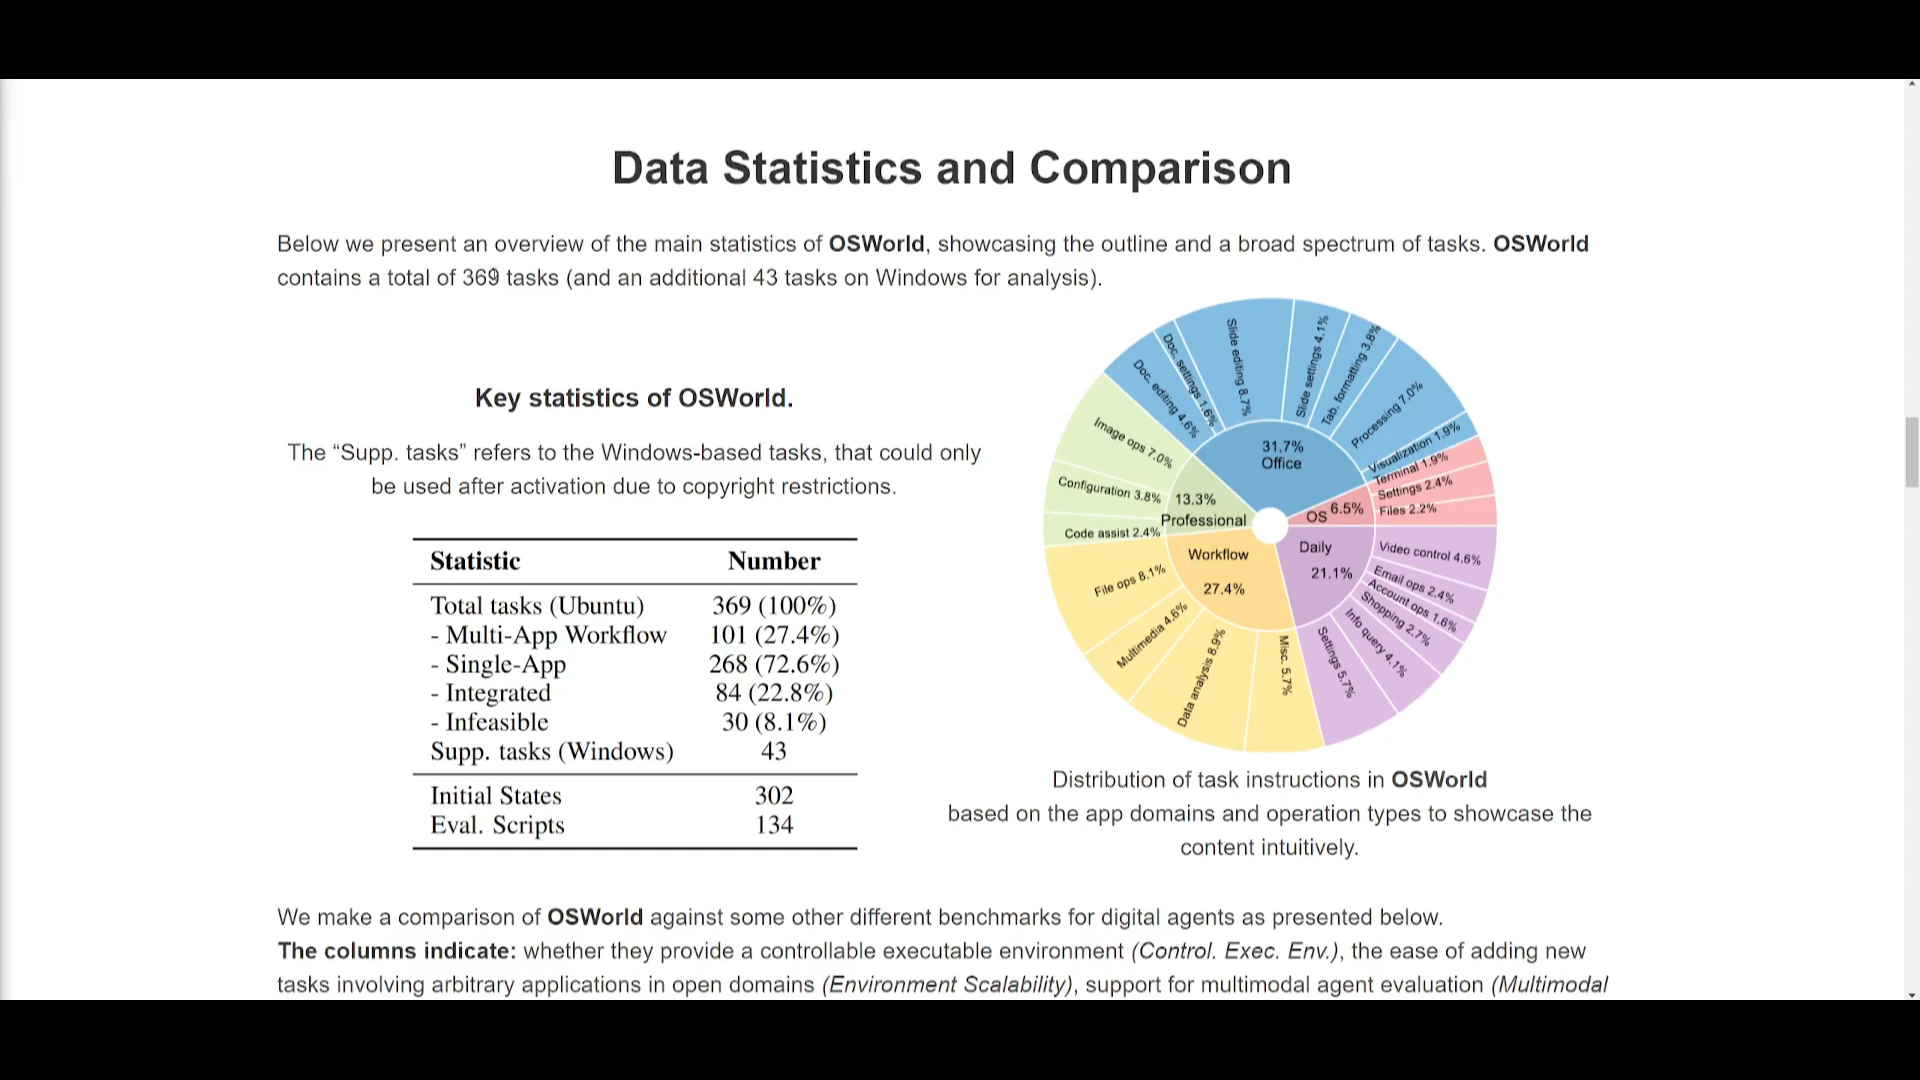 Data Statistics and Comparison
Below we present an overview of the main statistics of OSWorld, showcasing the outline and a broad spectrum of tasks. OSWorld
contains a total of 369 tasks (and an additional 43 tasks on Windows for analysis).
Key statistics of OSWorld.
The “Supp. tasks” refers to the Windows-based tasks, that could only
be used after activation due to copyright restrictions.
Statistic Number
Total tasks (Ubuntu) 369 (100%)
- Multi-App Workflow 101 (27.4%)
- Single-App 268 (72.6%)
- Integrated 84 (22.8%)
- Infeasible 30 (8.1%)
Supp. tasks (Windows) 43
Initial States 302
Eval. Scripts 134
31.7%
Office
Doc. editing 4.6%
Doc. settings 1.6%
Slide editing 8.7%
Slide settings 4.1%
Tab. formatting 3.8%
Processing 7.0%
Visualization 1.9%
OS 6.5%
Terminal 1.9%
Settings 2.4%
Files 2.2%
Daily
21.1%
Video control 4.6%
Email ops 2.4%
Account ops 1.6%
Shopping 2.7%
Info query 4.1%
Settings 5.7%
Workflow
27.4%
Misc. 5.7%
Data analysis 8.9%
Multimedia 4.6%
File ops 8.1%
13.3%
Professional
Code assist 2.4%
Configuration 3.8%
Image ops 7.0%
Distribution of task instructions in OSWorld
based on the app domains and operation types to showcase the
content intuitively.
We make a comparison of OSWorld against some other different benchmarks for digital agents as presented below.
The columns indicate: whether they provide a controllable executable environment (Control. Exec. Env.), the ease of adding new
tasks involving arbitrary applications in open domains (Environment Scalability), support for multimodal agent evaluation (Multimodal